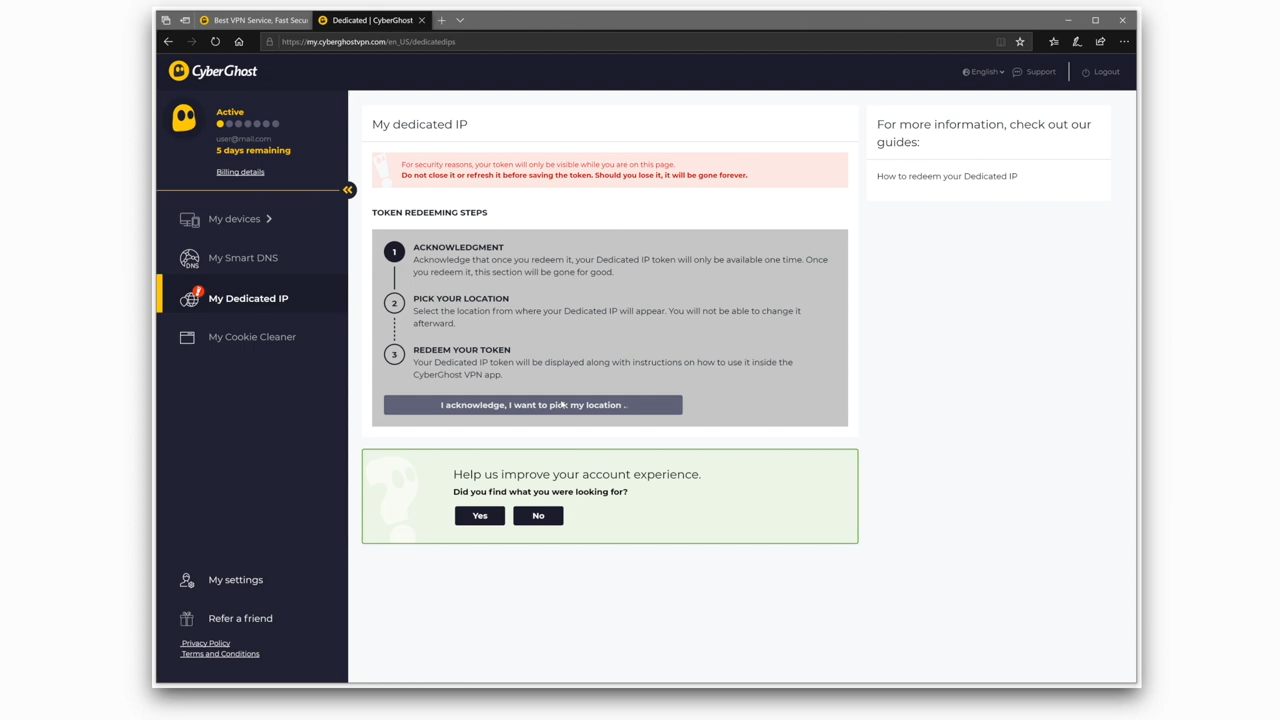 Best VPN Service, Fast Secu
Dedicated | CyberGhost
https://my.cyberghostvpn.com/en_US/dedicatedips
CyberGhost
English
Support
Logout
Active
user@mail.com
5 days remaining
Billing details
My devices
DNS
My Smart DNS
My Dedicated IP
My Cookie Cleaner
My settings
Refer a friend
Privacy Policy
Terms and Conditions
My dedicated IP
For security reasons, your token will only be visible while you are on this page.
Do not close it or refresh it before saving the token. Should you lose it, it will be gone forever.
TOKEN REDEEMING STEPS
1
ACKNOWLEDGMENT
Acknowledge that once you redeem it, your Dedicated IP token will only be available one time. Once
you redeem it, this section will be gone for good.
2
PICK YOUR LOCATION
Select the location from where your Dedicated IP will appear. You will not be able to change it
afterward.
3
REDEEM YOUR TOKEN
Your Dedicated IP token will be displayed along with instructions on how to use it inside the
CyberGhost VPN app.
I acknowledge, I want to pick my location ..
Help us improve your account experience.
Did you find what you were looking for?
Yes
No
For more information, check out our
guides:
How to redeem your Dedicated IP